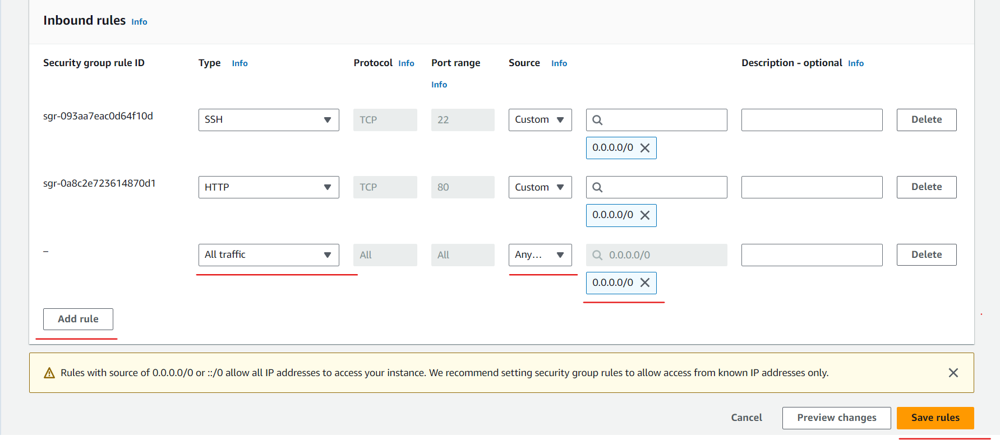 Inbound rules Info
Security group rule ID Type Info Protocol Info Port range Info Source Info Description - optional Info
sgr-093aa7eac0d64f10d SSH TCP 22 Custom Delete
0.0.0.0/0
sgr-0a8c2e723614870d1 HTTP TCP 80 Custom Delete
0.0.0.0/0
– All traffic All All Any... 0.0.0.0/0 Delete
0.0.0.0/0
Add rule
Rules with source of 0.0.0.0/0 or ::/0 allow all IP addresses to access your instance. We recommend setting security group rules to allow access from known IP addresses only.
Cancel Preview changes Save rules